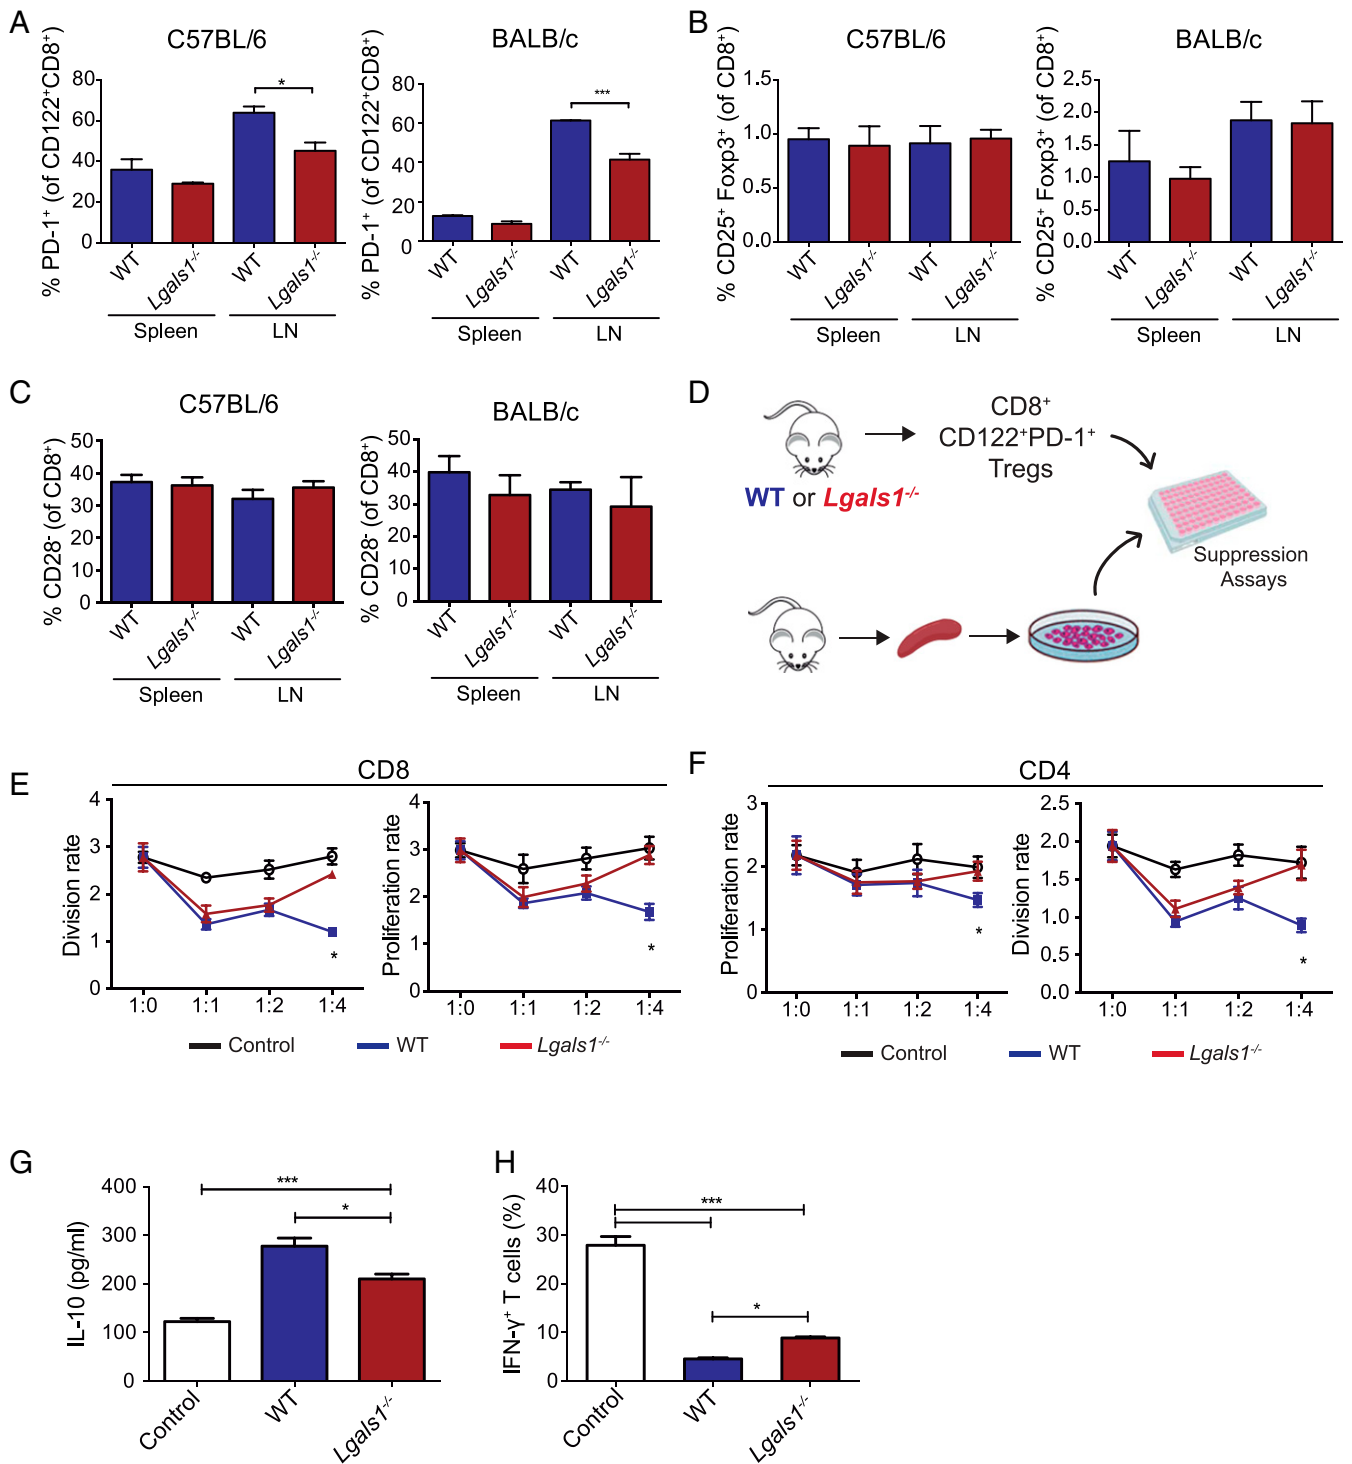 A
C57BL/6
BALB/c
% PD-1⁺ (of CD122⁺CD8⁺)
80
60
40
20
0
*
WT
Lgals1⁻/⁻
WT
Lgals1⁻/⁻
Spleen
LN
% PD-1⁺ (of CD122⁺CD8⁺)
80
60
40
20
0
***
WT
Lgals1⁻/⁻
WT
Lgals1⁻/⁻
Spleen
LN
B
C57BL/6
BALB/c
% CD25⁺ Foxp3⁺ (of CD8⁺)
1.5
1.0
0.5
0.0
WT
Lgals1⁻/⁻
WT
Lgals1⁻/⁻
Spleen
LN
% CD25⁺ Foxp3⁺ (of CD8⁺)
2.5
2.0
1.5
1.0
0.5
0.0
WT
Lgals1⁻/⁻
WT
Lgals1⁻/⁻
Spleen
LN
C
C57BL/6
BALB/c
% CD28⁻ (of CD8⁺)
50
40
30
20
10
0
WT
Lgals1⁻/⁻
WT
Lgals1⁻/⁻
Spleen
LN
% CD28⁻ (of CD8⁺)
50
40
30
20
10
0
WT
Lgals1⁻/⁻
WT
Lgals1⁻/⁻
Spleen
LN
D
CD8⁺
CD122⁺PD-1⁺
Tregs
WT or Lgals1⁻/⁻
Suppression
Assays
E
CD8
Division rate
4
3
2
1
0
*
1:0 1:1 1:2 1:4
Proliferation rate
4
3
2
1
0
*
1:0 1:1 1:2 1:4
Control WT Lgals1⁻/⁻
F
CD4
Proliferation rate
3
2
1
0
*
1:0 1:1 1:2 1:4
Division rate
2.5
2.0
1.5
1.0
0.5
0.0
*
1:0 1:1 1:2 1:4
Control WT Lgals1⁻/⁻
G
IL-10 (pg/ml)
400
300
200
100
0
***
*
Control
WT
Lgals1⁻/⁻
H
IFN-γ⁺ T cells (%)
40
30
20
10
0
***
*
Control
WT
Lgals1⁻/⁻